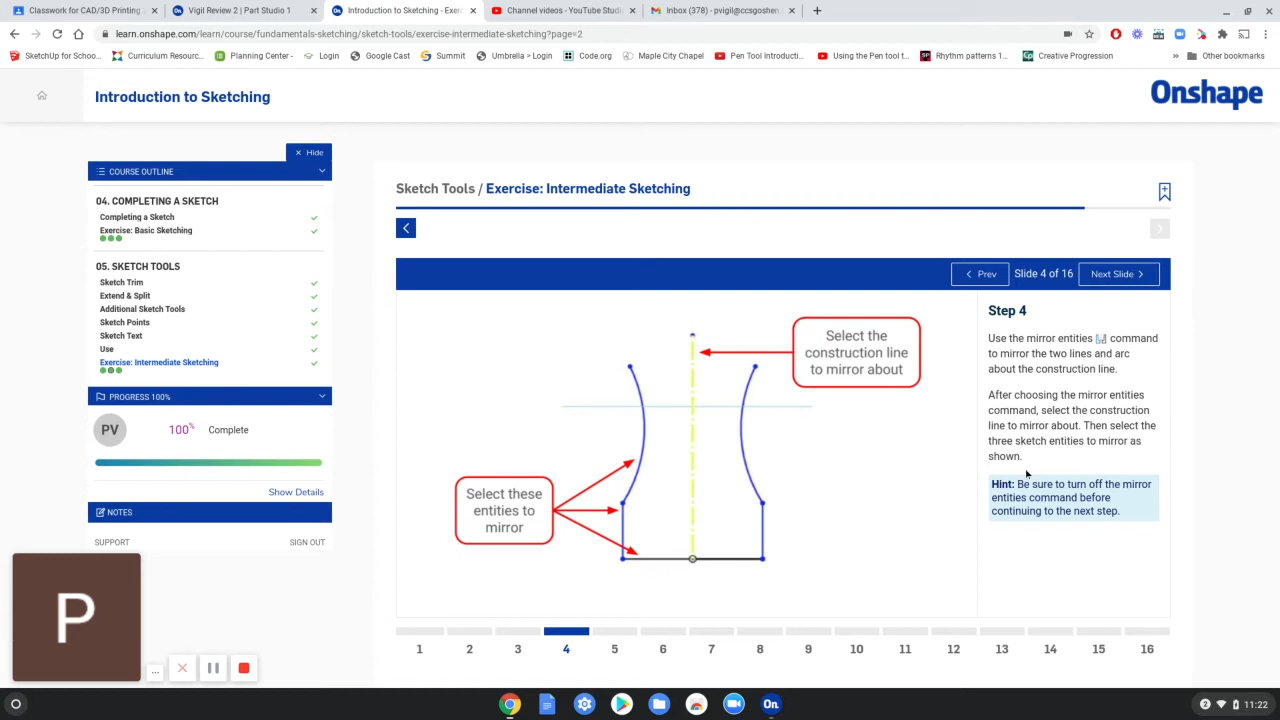 Classwork for CAD/3D Printing
Vigil Review 2 | Part Studio 1
Introduction to Sketching - Exer
Channel videos - YouTube Studi
Inbox (378) - pvigil@ccsgoshen.
learn.onshape.com/learn/course/fundamentals-sketching/sketch-tools/exercise-intermediate-sketching?page=2
SketchUp for Schoo...
Curriculum Resourc...
Planning Center -
Login
Google Cast
Summit
Umbrella > Login
Code.org
Maple City Chapel
Pen Tool Introducti...
Using the Pen tool t...
Rhythm patterns 1...
Creative Progression
» Other bookmarks
Introduction to Sketching
Onshape
× Hide
COURSE OUTLINE
04. COMPLETING A SKETCH
Completing a Sketch
Exercise: Basic Sketching
05. SKETCH TOOLS
Sketch Trim
Extend & Split
Additional Sketch Tools
Sketch Points
Sketch Text
Use
Exercise: Intermediate Sketching
PROGRESS 100%
PV
100% Complete
Show Details
NOTES
SUPPORT
SIGN OUT
P
...
Sketch Tools / Exercise: Intermediate Sketching
Prev
Slide 4 of 16
Next Slide
Select the
construction line
to mirror about
Select these
entities to
mirror
Step 4
Use the mirror entities command
to mirror the two lines and arc
about the construction line.
After choosing the mirror entities
command, select the construction
line to mirror about. Then select the
three sketch entities to mirror as
shown.
Hint: Be sure to turn off the mirror
entities command before
continuing to the next step.
1 2 3 4 5 6 7 8 9 10 11 12 13 14 15 16
On.
2
11:22